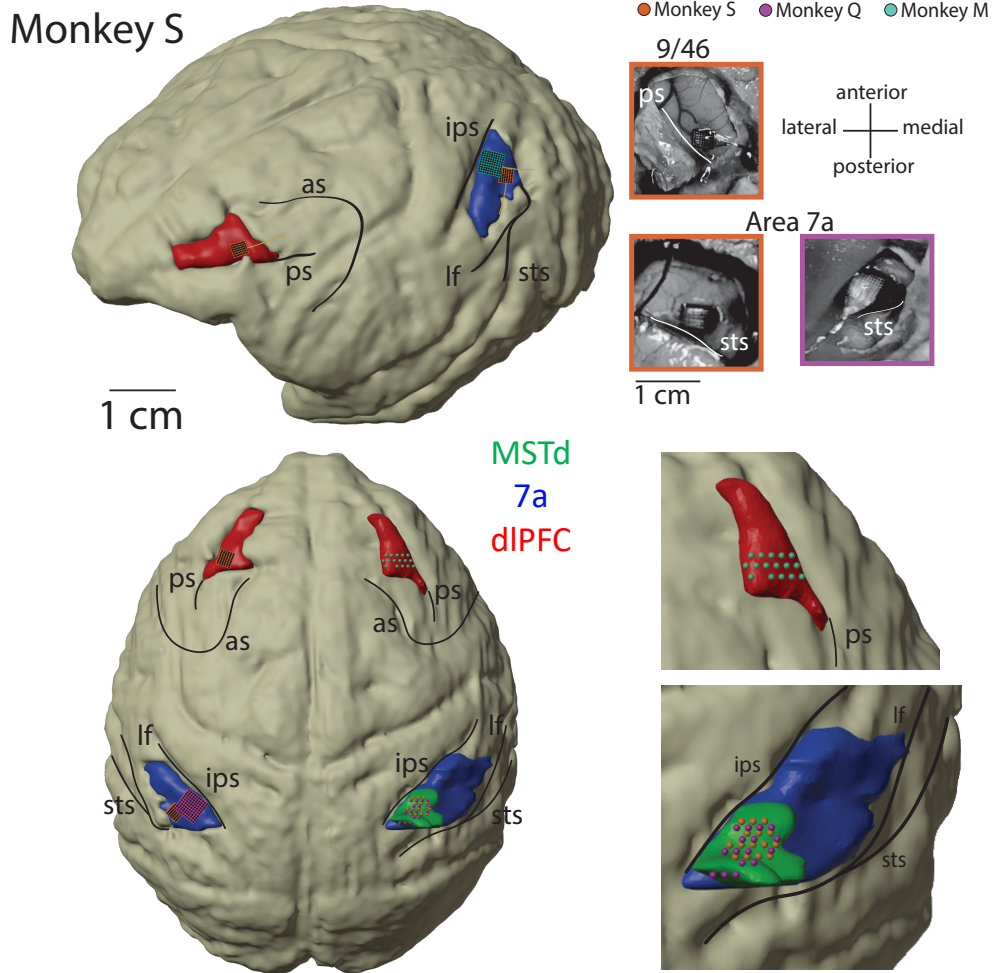 Monkey S
Monkey S Monkey Q Monkey M
9/46
ps
anterior
lateral medial
posterior
Area 7a
sts
sts
1 cm
ips
as
ps
lf
sts
1 cm
MSTd
7a
dlPFC
ps
as
ps
as
lf
ips
sts
lf
ips
sts
ps
ips
lf
sts